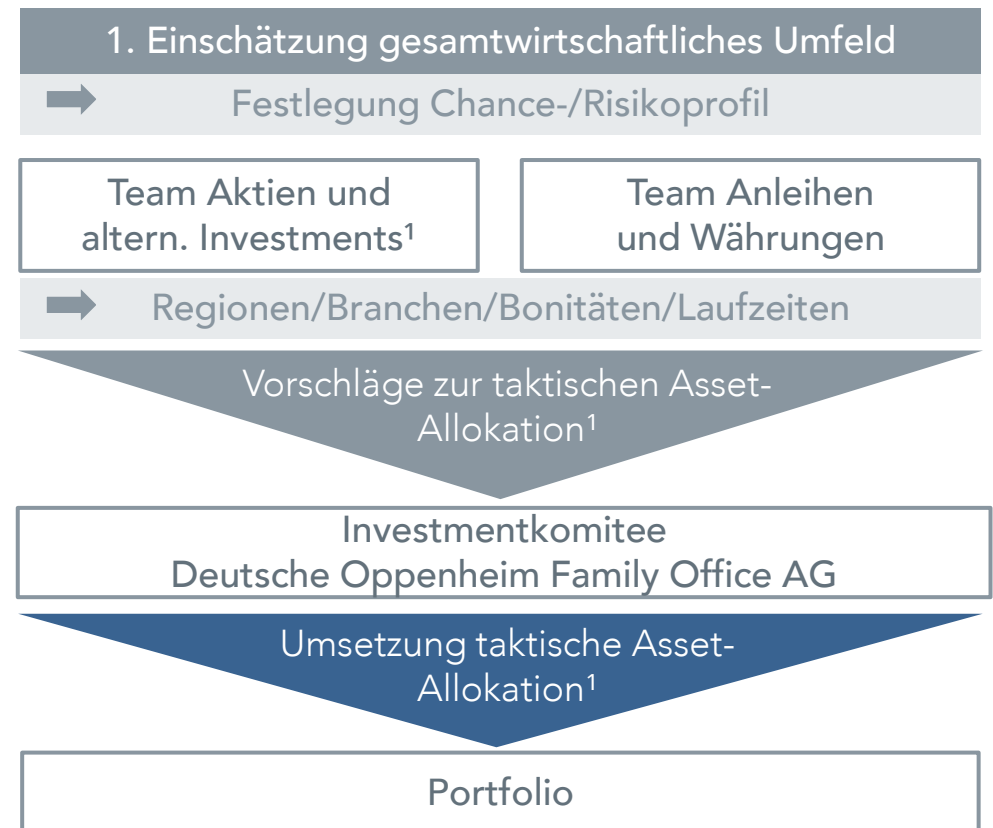 1. Einschätzung gesamtwirtschaftliches Umfeld
Festlegung Chance-/Risikoprofil
Team Aktien und
altern. Investments¹
Team Anleihen
und Währungen
Regionen/Branchen/Bonitäten/Laufzeiten
Vorschläge zur taktischen Asset-
Allokation¹
Investmentkomitee
Deutsche Oppenheim Family Office AG
Umsetzung taktische Asset-
Allokation¹
Portfolio